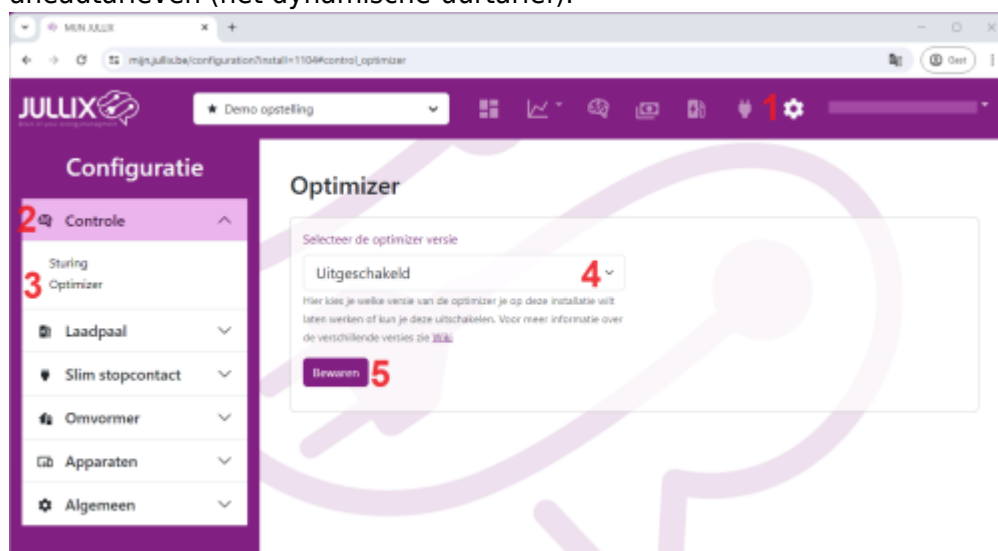 (het dynamische
MIJN JULLIX
mijn.jullix.be/configuration?install=1104#control_optimizer
Gast
JULLIX
★ Demo opstelling
1
Configuratie
Optimizer
2 Controle
Selecteer de optimizer versie
Sturing
Uitgeschakeld 4
3 Optimizer
Hier kies je welke versie van de optimizer je op deze installatie wilt
laten werken of kun je deze uitschakelen. Voor meer informatie over
de verschillende versies zie Wiki
Laadpaal
Bewaren 5
Slim stopcontact
Omvormer
Apparaten
Algemeen